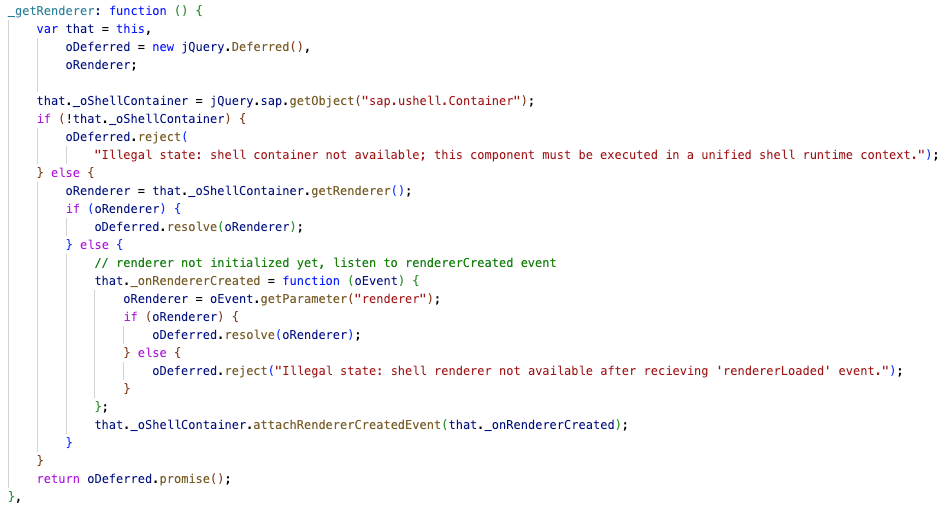 _getRenderer: function () {
    var that = this,
        oDeferred = new jQuery.Deferred(),
        oRenderer;

    that._oShellContainer = jQuery.sap.getObject("sap.ushell.Container");
    if (!that._oShellContainer) {
        oDeferred.reject(
            "Illegal state: shell container not available; this component must be executed in a unified shell runtime context.");
    } else {
        oRenderer = that._oShellContainer.getRenderer();
        if (oRenderer) {
            oDeferred.resolve(oRenderer);
        } else {
            // renderer not initialized yet, listen to rendererCreated event
            that._onRendererCreated = function (oEvent) {
                oRenderer = oEvent.getParameter("renderer");
                if (oRenderer) {
                    oDeferred.resolve(oRenderer);
                } else {
                    oDeferred.reject("Illegal state: shell renderer not available after recieving 'rendererLoaded' event.");
                }
            };
            that._oShellContainer.attachRendererCreatedEvent(that._onRendererCreated);
        }
    }
    return oDeferred.promise();
},